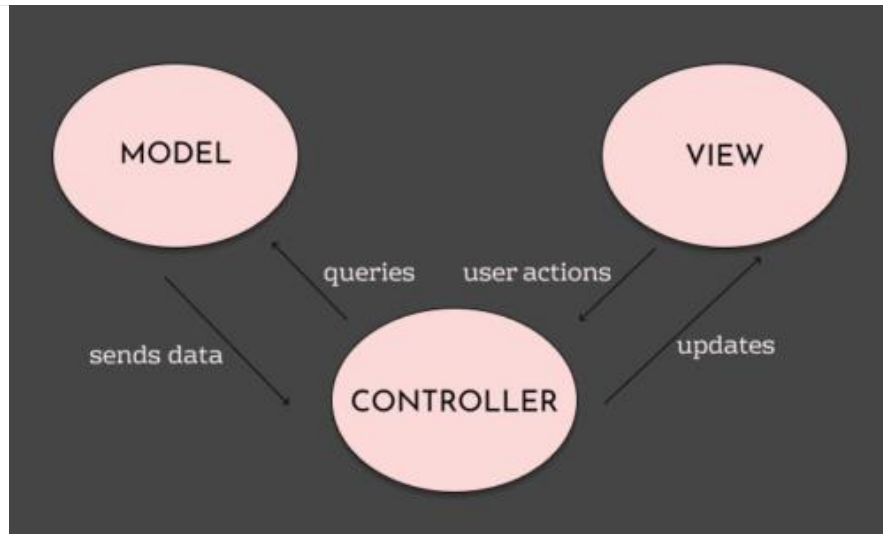 MODEL
VIEW
queries
user actions
sends data
updates
CONTROLLER